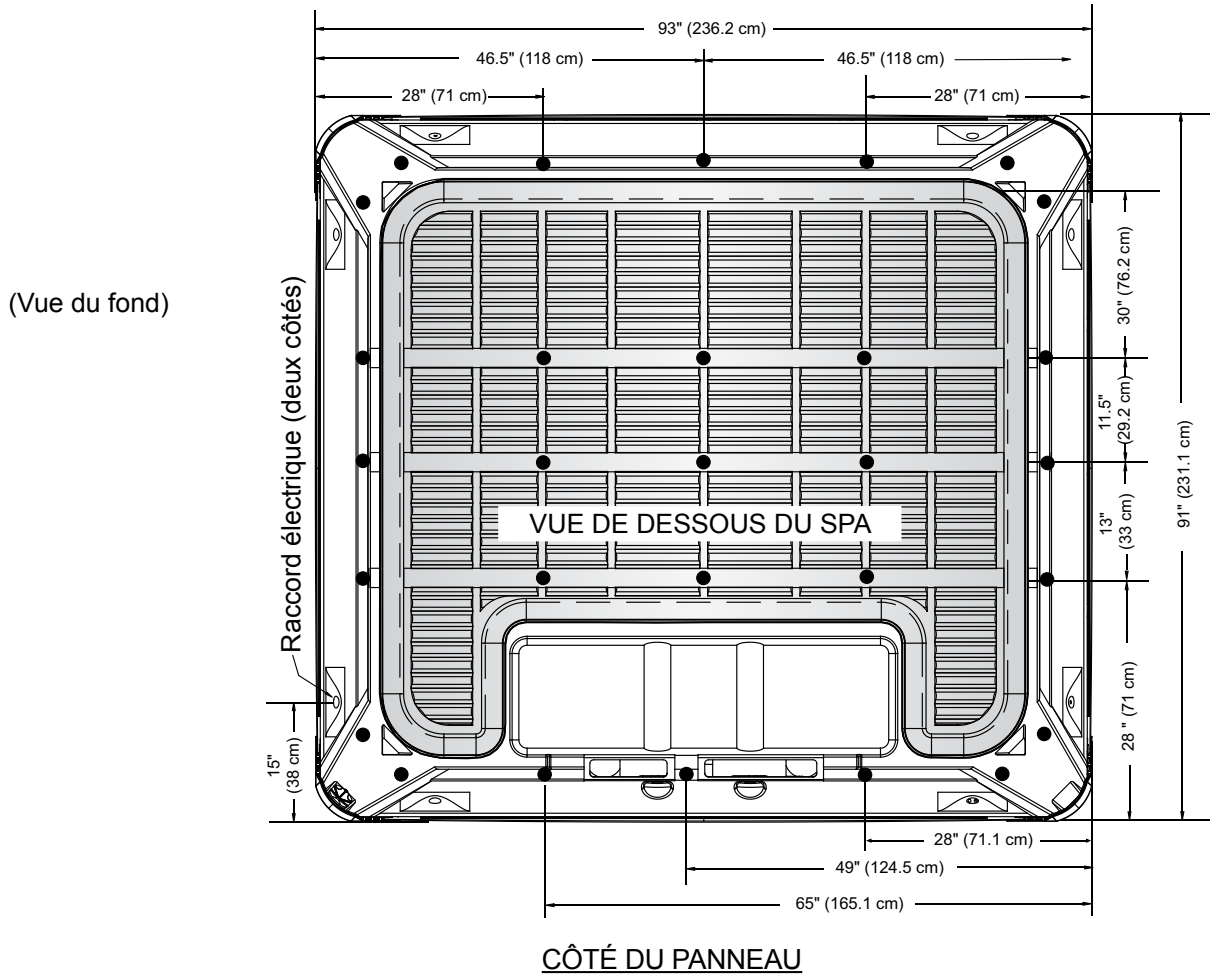 93" (236.2 cm)
46.5" (118 cm)
46.5" (118 cm)
28" (71 cm)
28" (71 cm)
(Vue du fond)
Raccord électrique (deux côtés)
30" (76.2 cm)
11.5"
(29.2 cm)
91" (231.1 cm)
13"
(33 cm)
VUE DE DESSOUS DU SPA
28 " (71 cm)
15"
(38 cm)
28" (71.1 cm)
49" (124.5 cm)
65" (165.1 cm)
CÔTÉ DU PANNEAU